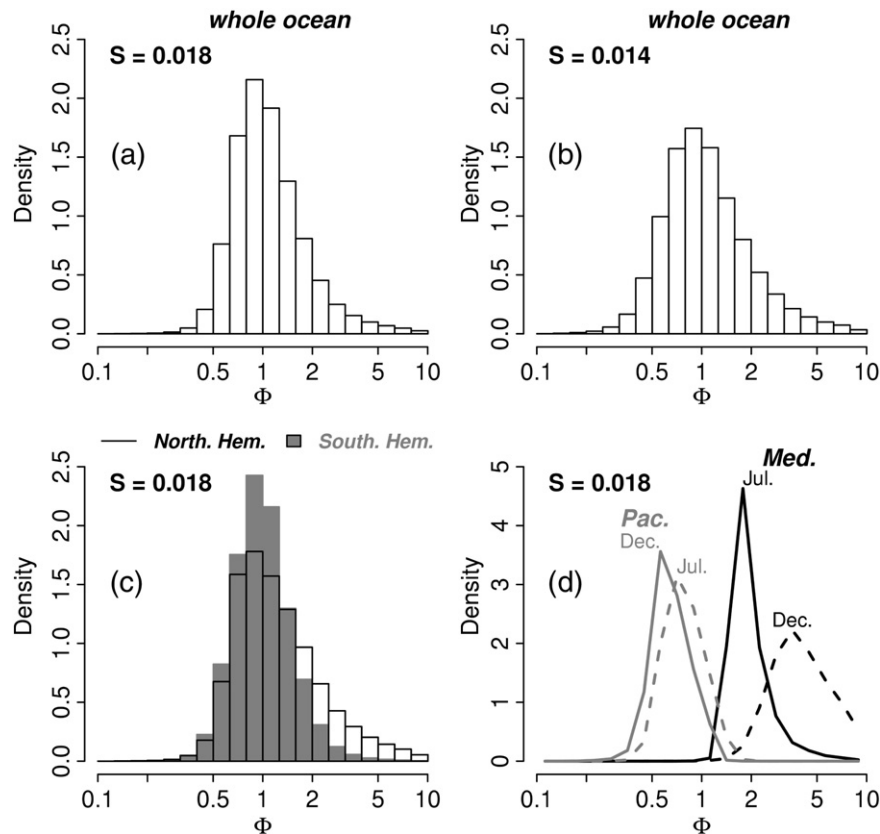 whole ocean
S = 0.018
(a)
Density
0.0 0.5 1.0 1.5 2.0 2.5
0.1 0.5 1 2 5 10
Φ
whole ocean
S = 0.014
(b)
Density
0.0 0.5 1.0 1.5 2.0 2.5
0.1 0.5 1 2 5 10
Φ
North. Hem. South. Hem.
S = 0.018
(c)
Density
0.0 0.5 1.0 1.5 2.0 2.5
0.1 0.5 1 2 5 10
Φ
S = 0.018
Med.
Jul.
Pac.
Dec.
Jul.
(d)
Dec.
Density
0 1 2 3 4 5
0.1 0.5 1 2 5 10
Φ